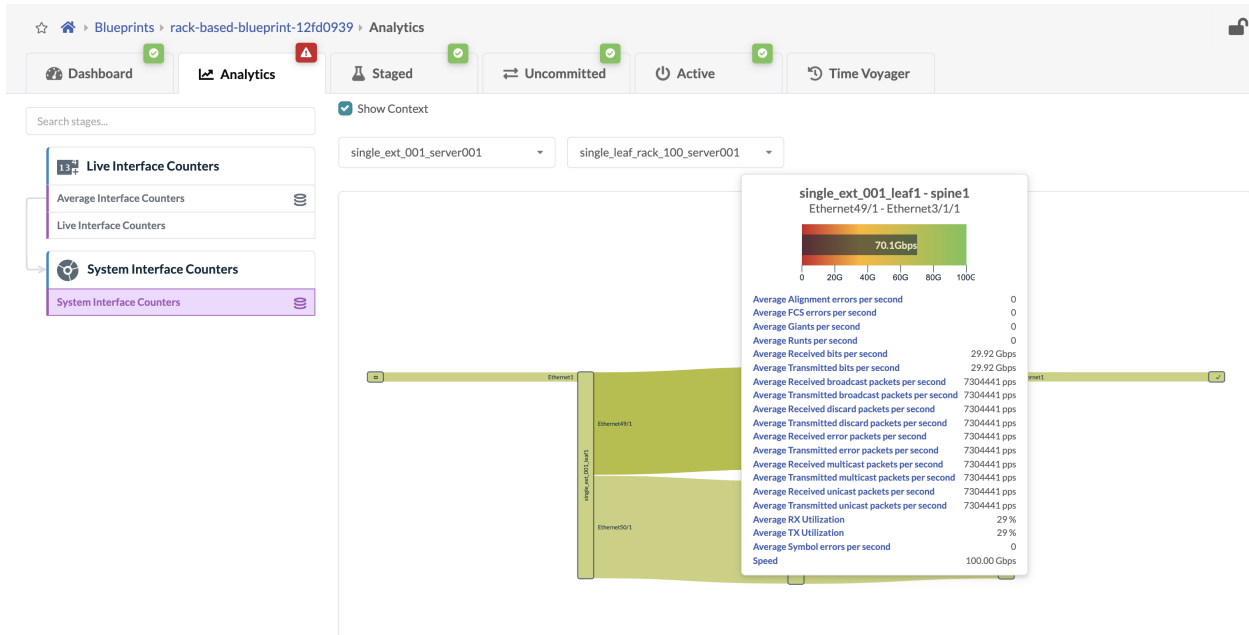 Blueprints rack-based-blueprint-12fd0939 Analytics
Dashboard
Analytics
Staged
Uncommitted
Active
Time Voyager
Search stages...
Live Interface Counters
Average Interface Counters
Live Interface Counters
System Interface Counters
System Interface Counters
Show Context
single_ext_001_server001
single_leaf_rack_100_server001
Ethernet1
single_ext_001_leaf1
Ethernet49/1
Ethernet50/1
single_ext_001_leaf1 - spine1
Ethernet49/1 - Ethernet3/1/1
70.1Gbps
0 20G 40G 60G 80G 100G
Average Alignment errors per second 0
Average FCS errors per second 0
Average Giants per second 0
Average Runts per second 0
Average Received bits per second 29.92 Gbps
Average Transmitted bits per second 29.92 Gbps
Average Received broadcast packets per second 7304441 pps
Average Transmitted broadcast packets per second 7304441 pps
Average Received discard packets per second 7304441 pps
Average Transmitted discard packets per second 7304441 pps
Average Received error packets per second 7304441 pps
Average Transmitted error packets per second 7304441 pps
Average Received multicast packets per second 7304441 pps
Average Transmitted multicast packets per second 7304441 pps
Average Received unicast packets per second 7304441 pps
Average Transmitted unicast packets per second 7304441 pps
Average RX Utilization 29 %
Average TX Utilization 29 %
Average Symbol errors per second 0
Speed 100.00 Gbps